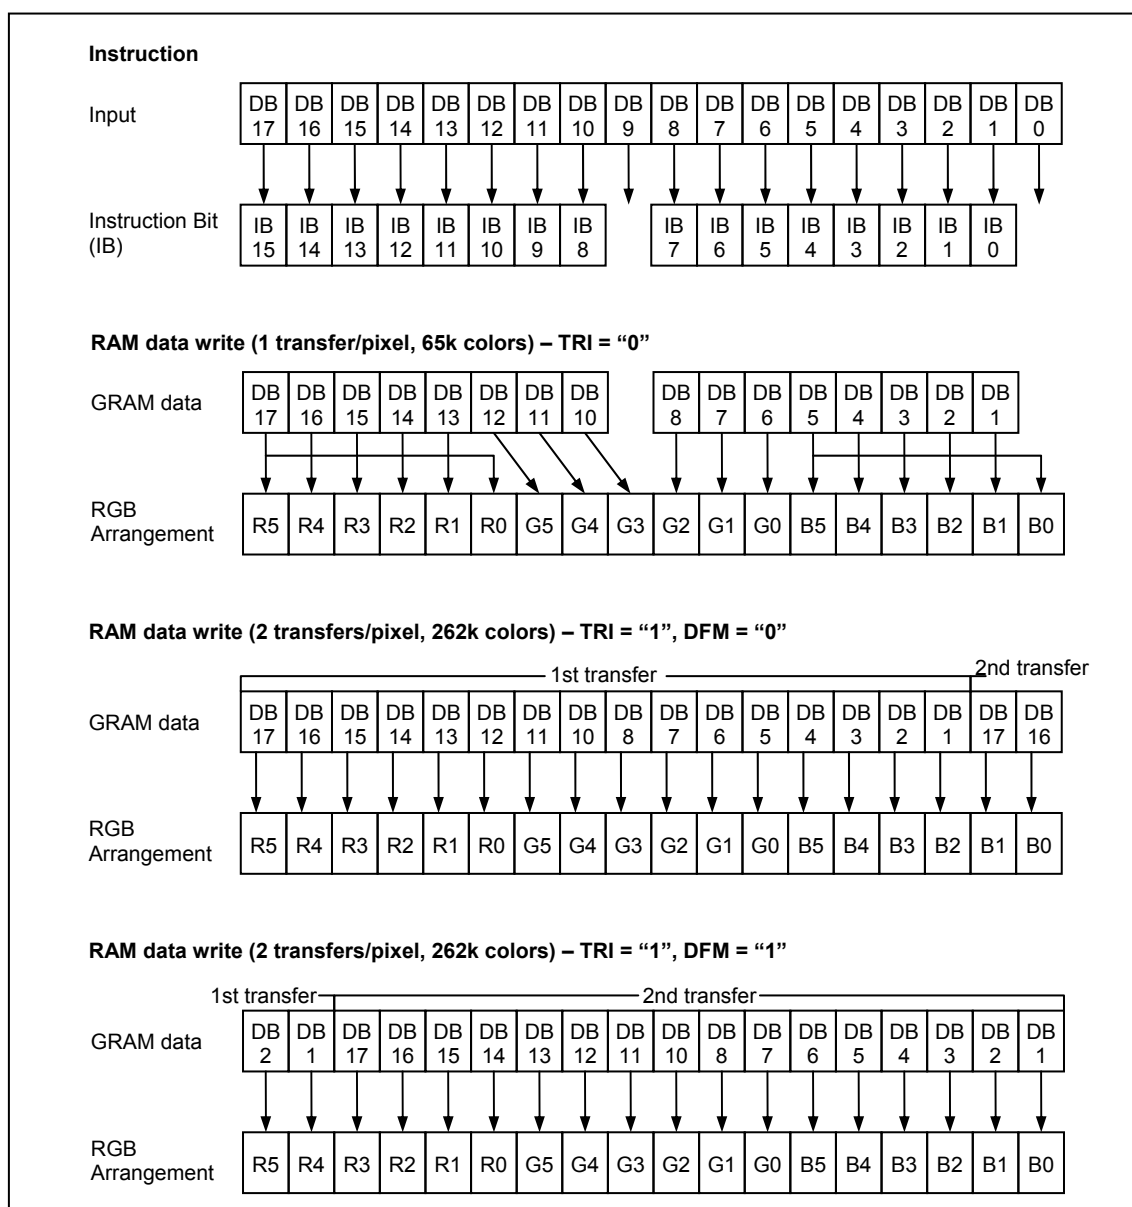 Instruction
Input
DB 17 DB 16 DB 15 DB 14 DB 13 DB 12 DB 11 DB 10 DB 9 DB 8 DB 7 DB 6 DB 5 DB 4 DB 3 DB 2 DB 1 DB 0
Instruction Bit
(IB)
IB 15 IB 14 IB 13 IB 12 IB 11 IB 10 IB 9 IB 8 IB 7 IB 6 IB 5 IB 4 IB 3 IB 2 IB 1 IB 0
RAM data write (1 transfer/pixel, 65k colors) – TRI = “0”
GRAM data
DB 17 DB 16 DB 15 DB 14 DB 13 DB 12 DB 11 DB 10 DB 8 DB 7 DB 6 DB 5 DB 4 DB 3 DB 2 DB 1
RGB
Arrangement
R5 R4 R3 R2 R1 R0 G5 G4 G3 G2 G1 G0 B5 B4 B3 B2 B1 B0
RAM data write (2 transfers/pixel, 262k colors) – TRI = “1”, DFM = “0”
1st transfer 2nd transfer
GRAM data
DB 17 DB 16 DB 15 DB 14 DB 13 DB 12 DB 11 DB 10 DB 8 DB 7 DB 6 DB 5 DB 4 DB 3 DB 2 DB 1 DB 17 DB 16
RGB
Arrangement
R5 R4 R3 R2 R1 R0 G5 G4 G3 G2 G1 G0 B5 B4 B3 B2 B1 B0
RAM data write (2 transfers/pixel, 262k colors) – TRI = “1”, DFM = “1”
1st transfer 2nd transfer
GRAM data
DB 2 DB 1 DB 17 DB 16 DB 15 DB 14 DB 13 DB 12 DB 11 DB 10 DB 8 DB 7 DB 6 DB 5 DB 4 DB 3 DB 2 DB 1
RGB
Arrangement
R5 R4 R3 R2 R1 R0 G5 G4 G3 G2 G1 G0 B5 B4 B3 B2 B1 B0